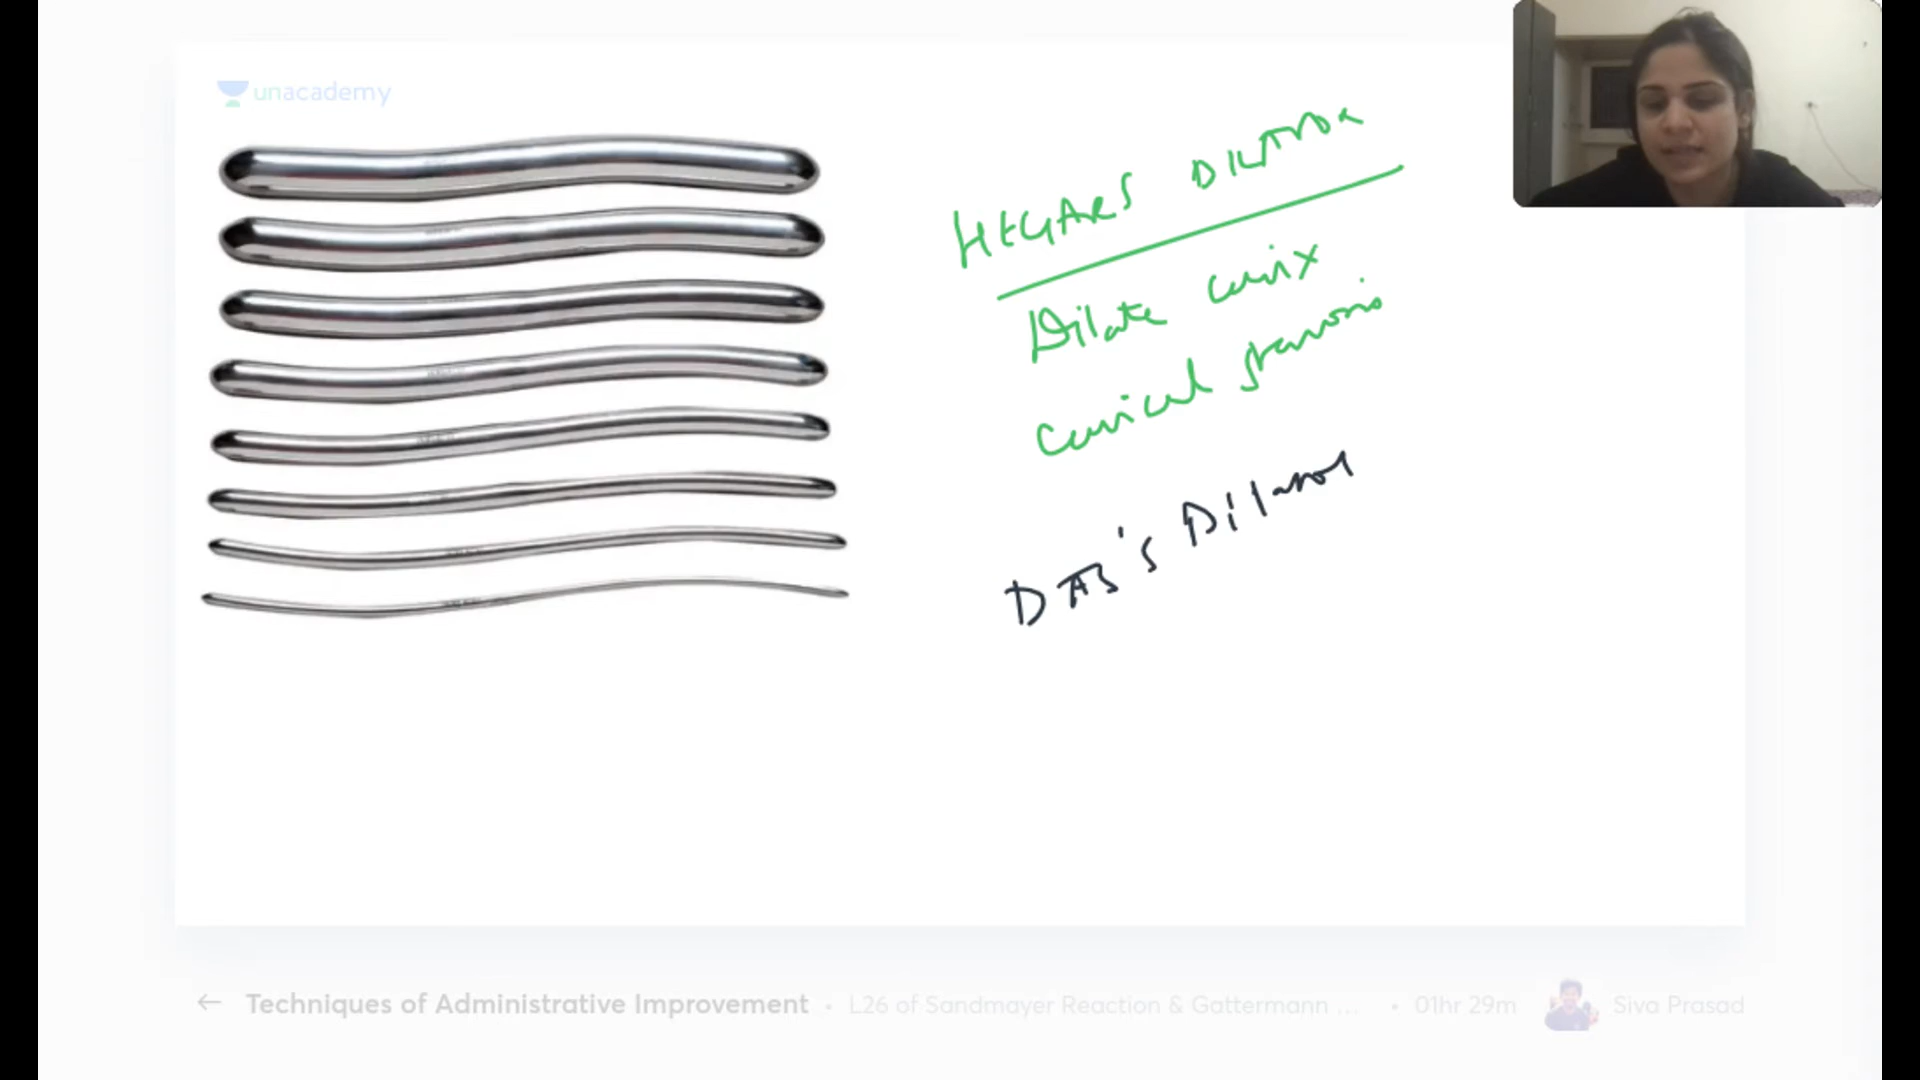 unacademy
HEGARS DILATOR
Dilate cervix
Cervical stenosis
DAS's Dilator
← Techniques of Administrative Improvement • L26 of Sandmayer Reaction & Gattermann ... • 01hr 29m Siva Prasad